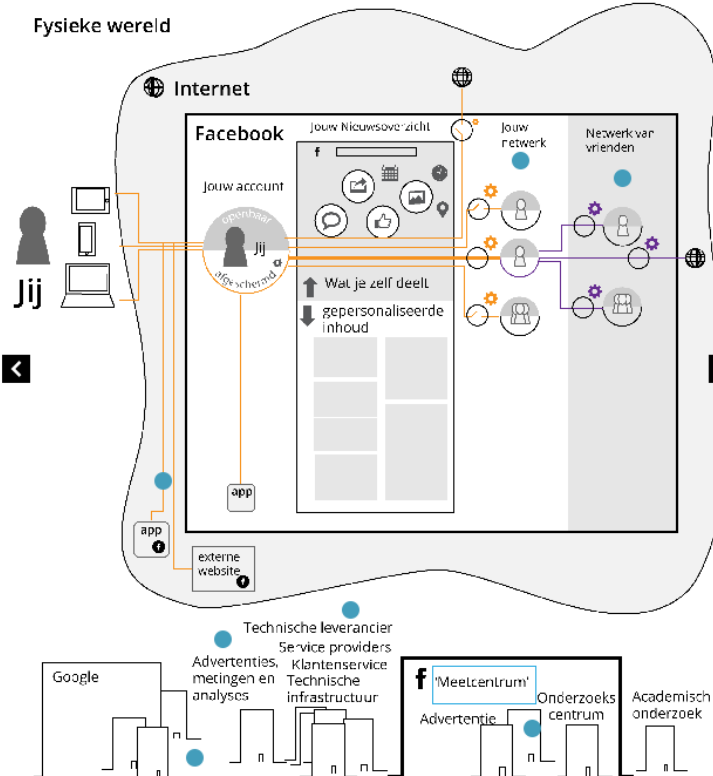 Fysieke wereld
Internet
Facebook
Jouw Nieuwsoverzicht
Jouw
netwerk
Netwerk van
vrienden
Jouw account
openbaar
Jij
afgeschermd
Jij
Wat je zelf deelt
gepersonaliseerde
inhoud
app
app
externe
website
Technische leverancier
Service providers
Klantenservice
Technische
infrastructuur
Advertenties,
metingen en
analyses
Google
f 'Meetcentrum'
Advertentie
Onderzoeks
centrum
Academisch
onderzoek